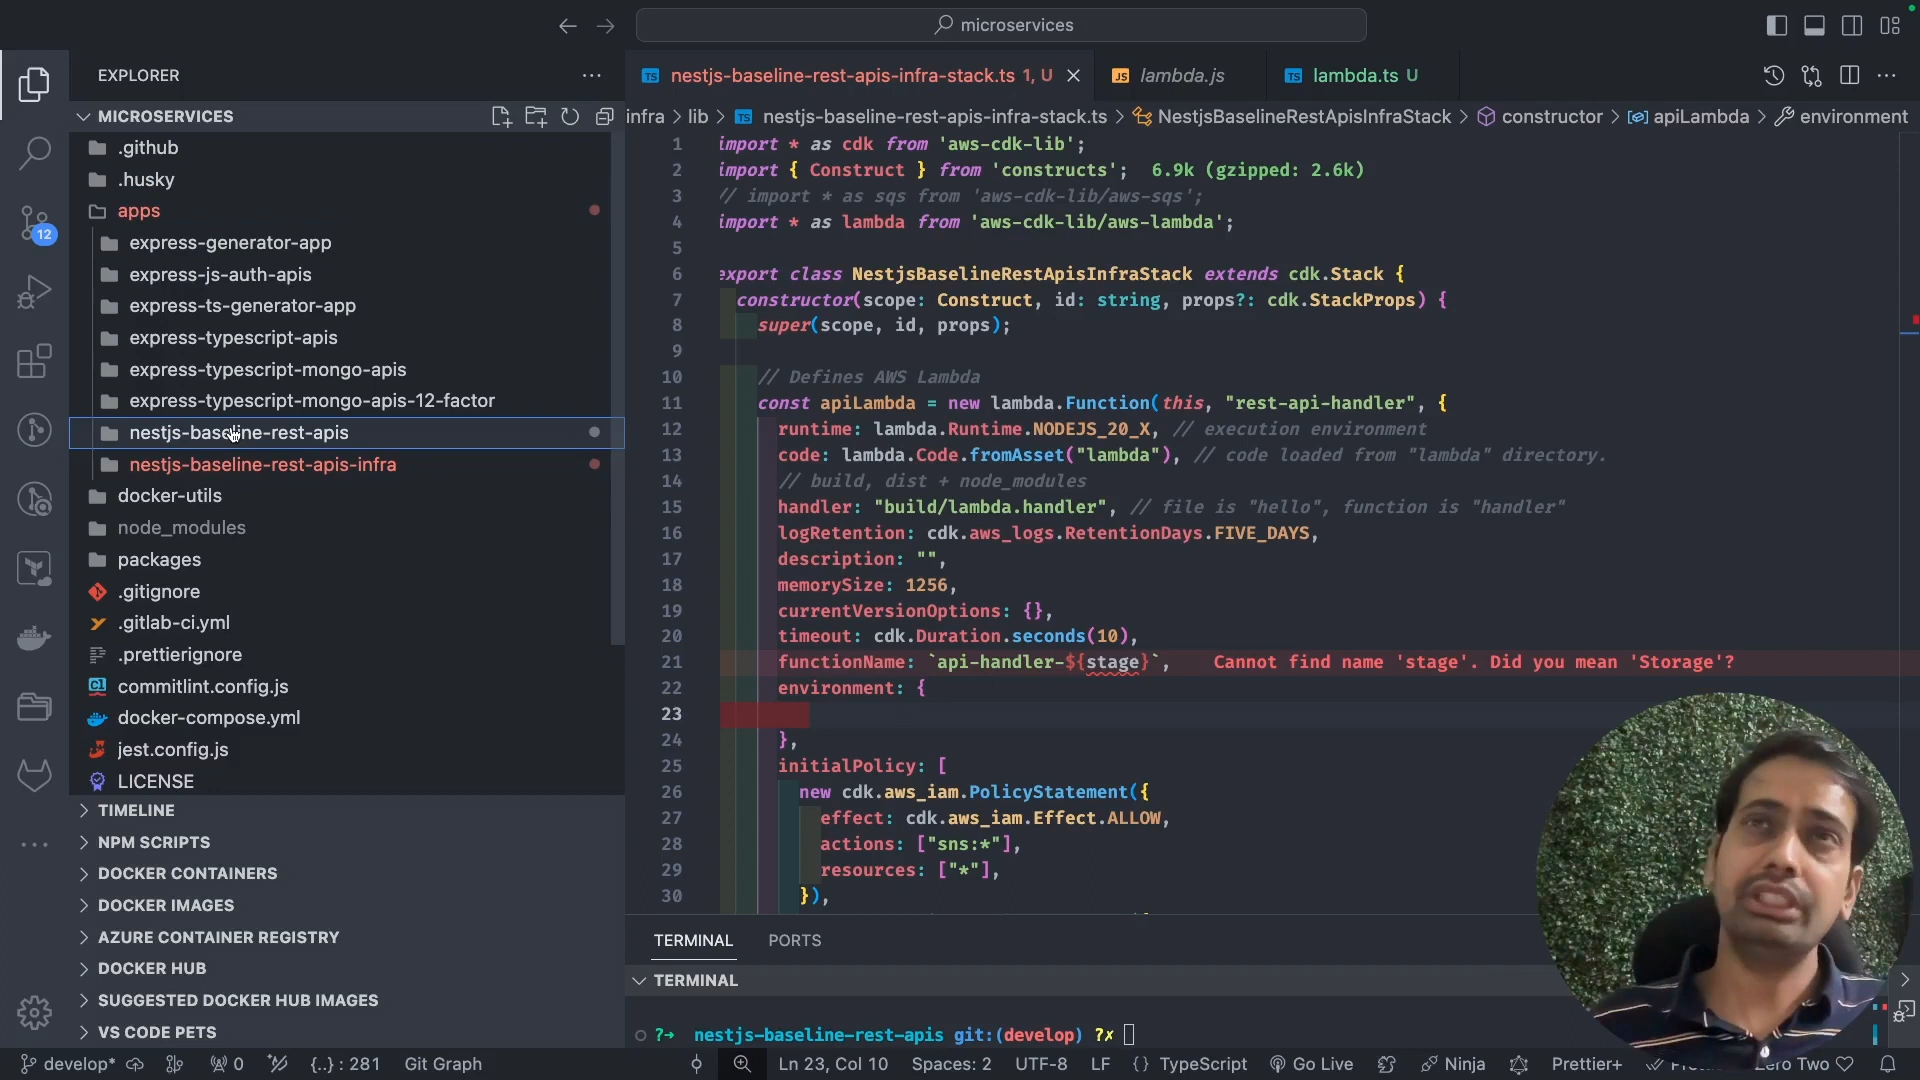 microservices
EXPLORER
MICROSERVICES
.github
.husky
apps
express-generator-app
express-js-auth-apis
express-ts-generator-app
express-typescript-apis
express-typescript-mongo-apis
express-typescript-mongo-apis-12-factor
nestjs-baseline-rest-apis
nestjs-baseline-rest-apis-infra
docker-utils
node_modules
packages
.gitignore
.gitlab-ci.yml
.prettierignore
commitlint.config.js
docker-compose.yml
jest.config.js
LICENSE
TIMELINE
NPM SCRIPTS
DOCKER CONTAINERS
DOCKER IMAGES
AZURE CONTAINER REGISTRY
DOCKER HUB
SUGGESTED DOCKER HUB IMAGES
VS CODE PETS
12
TS nestjs-baseline-rest-apis-infra-stack.ts 1, U
JS lambda.js
TS lambda.ts U
infra > lib > TS nestjs-baseline-rest-apis-infra-stack.ts > NestjsBaselineRestApisInfraStack > constructor > apiLambda > environment
1 import * as cdk from 'aws-cdk-lib';
2 import { Construct } from 'constructs'; 6.9k (gzipped: 2.6k)
3 // import * as sqs from 'aws-cdk-lib/aws-sqs';
4 import * as lambda from 'aws-cdk-lib/aws-lambda';
5
6 export class NestjsBaselineRestApisInfraStack extends cdk.Stack {
7 constructor(scope: Construct, id: string, props?: cdk.StackProps) {
8 super(scope, id, props);
9
10 // Defines AWS Lambda
11 const apiLambda = new lambda.Function(this, "rest-api-handler", {
12 runtime: lambda.Runtime.NODEJS_20_X, // execution environment
13 code: lambda.Code.fromAsset("lambda"), // code loaded from "lambda" directory.
14 // build, dist + node_modules
15 handler: "build/lambda.handler", // file is "hello", function is "handler"
16 logRetention: cdk.aws_logs.RetentionDays.FIVE_DAYS,
17 description: "",
18 memorySize: 1256,
19 currentVersionOptions: {},
20 timeout: cdk.Duration.seconds(10),
21 functionName: `api-handler-${stage}`, Cannot find name 'stage'. Did you mean 'Storage'?
22 environment: {
23
24 },
25 initialPolicy: [
26 new cdk.aws_iam.PolicyStatement({
27 effect: cdk.aws_iam.Effect.ALLOW,
28 actions: ["sns:*"],
29 resources: ["*"],
30 }),
TERMINAL PORTS
TERMINAL
?→ nestjs-baseline-rest-apis git:(develop) ?✗
develop* 0 {..} : 281 Git Graph Ln 23, Col 10 Spaces: 2 UTF-8 LF {} TypeScript Go Live Ninja Prettier+ Zero Two